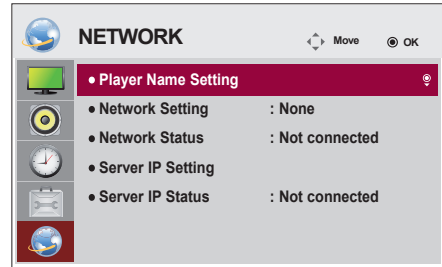 NETWORK
Move
OK
● Player Name Setting
● Network Setting : None
● Network Status : Not connected
● Server IP Setting
● Server IP Status : Not connected